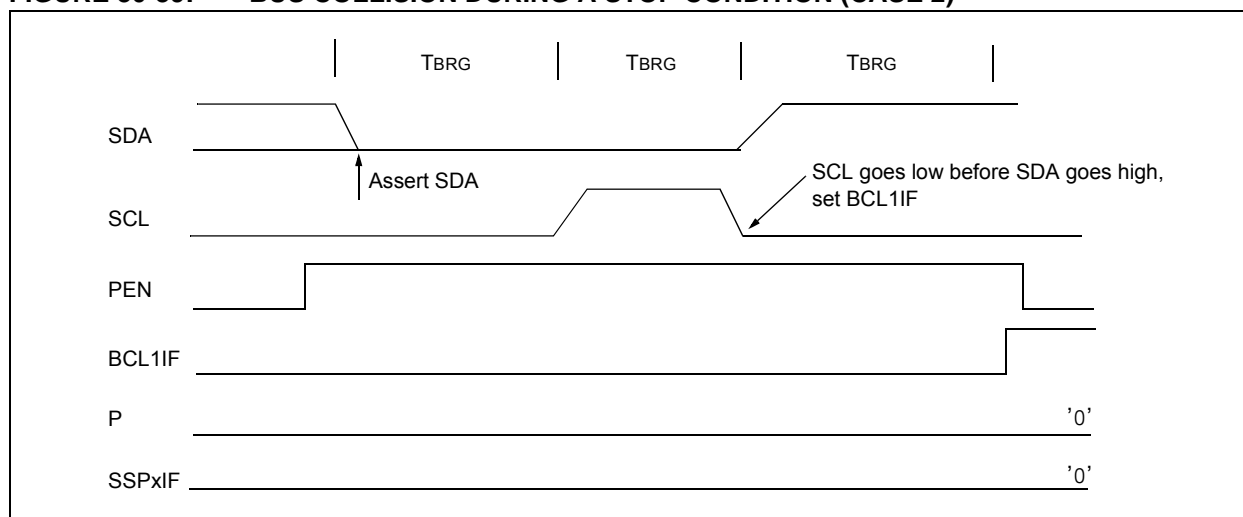 TBRG TBRG TBRG
SDA
Assert SDA
SCL goes low before SDA goes high,
set BCL1IF
SCL
PEN
BCL1IF
P '0'
SSPxIF '0'